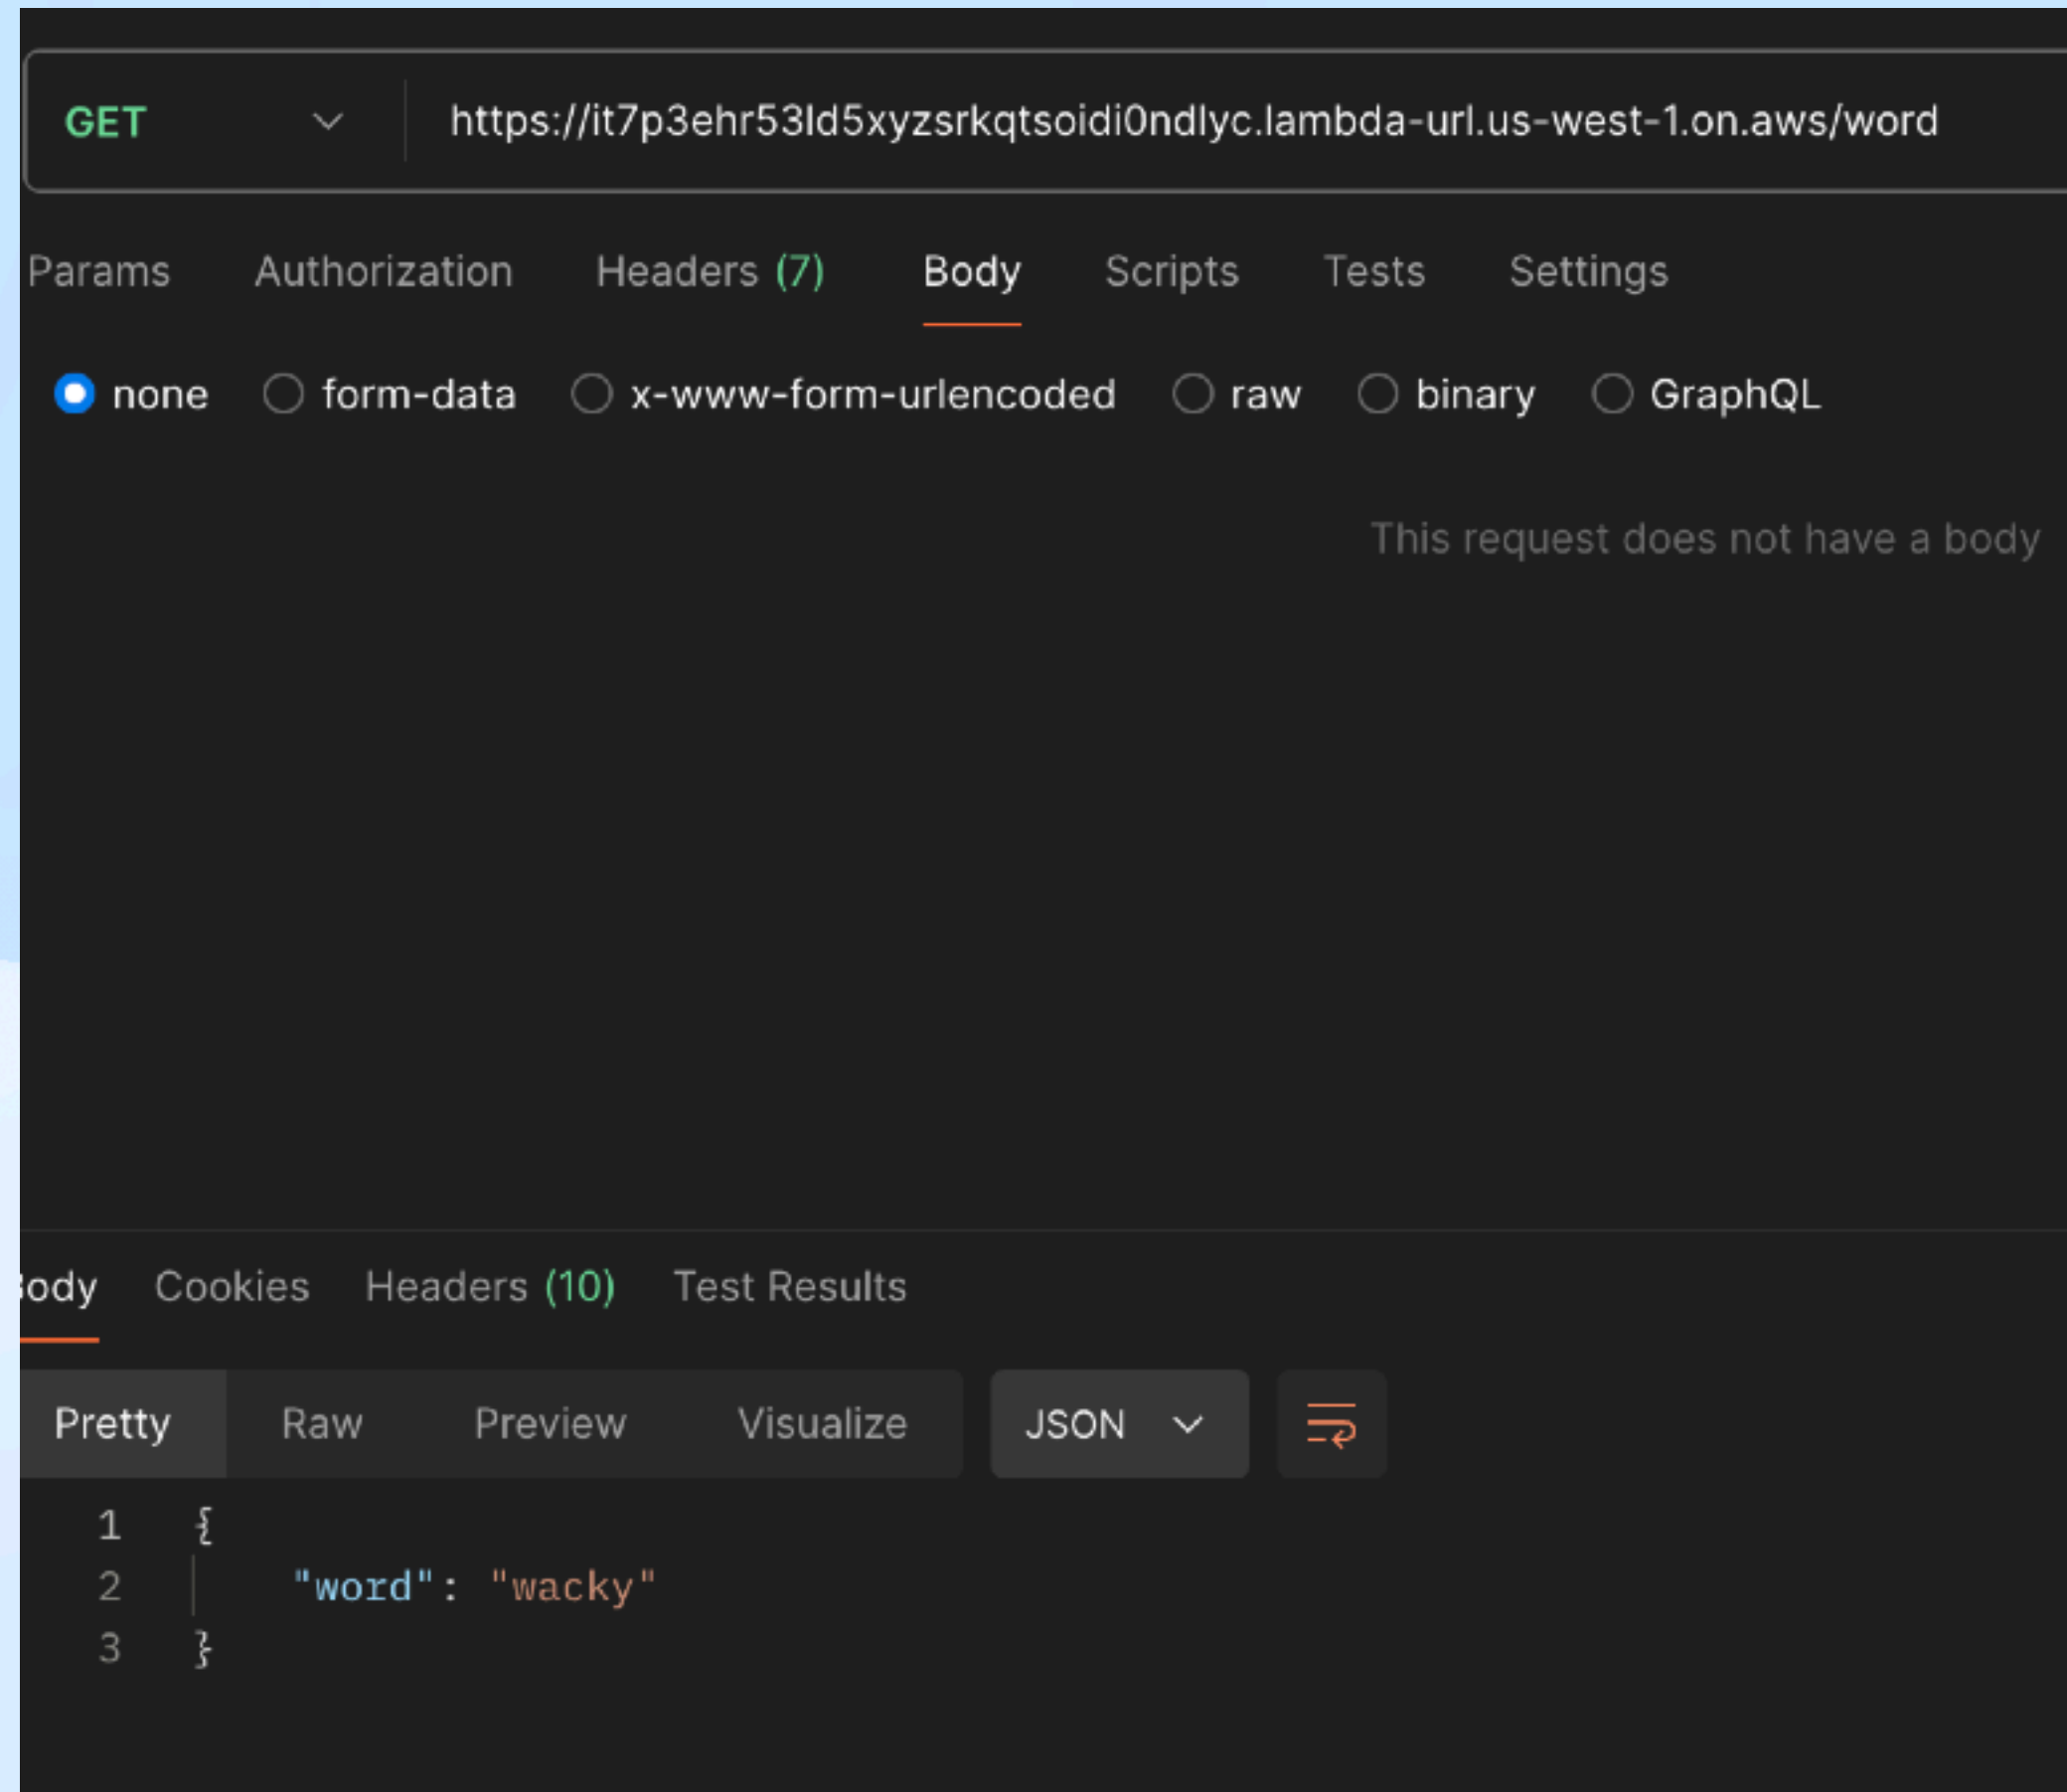 GET https://it7p3ehr53ld5xyzsrkqtsoidi0ndlyc.lambda-url.us-west-1.on.aws/word
Params Authorization Headers (7) Body Scripts Tests Settings
none form-data x-www-form-urlencoded raw binary GraphQL
This request does not have a body
Body Cookies Headers (10) Test Results
Pretty Raw Preview Visualize JSON
1 {
2 "word": "wacky"
3 }